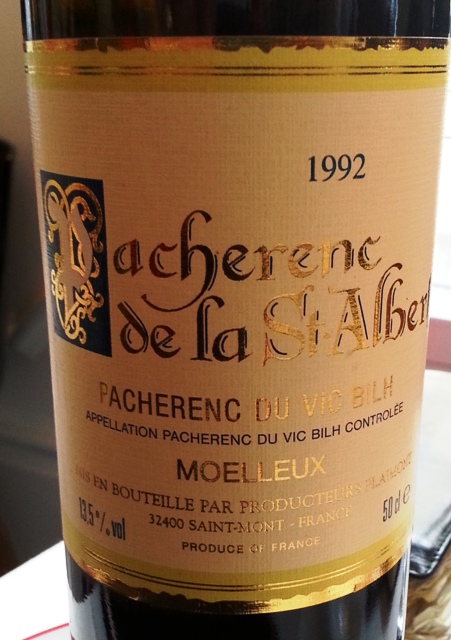 1992
Pacherenc
de la St-Albert
PACHERENC DU VIC BILH
APPELLATION PACHERENC DU VIC BILH CONTROLÉE
MOELLEUX
MIS EN BOUTEILLE PAR PRODUCTEURS PLAIMONT
13,5 % vol
32400 SAINT-MONT - FRANCE
50 cl e
PRODUCE OF FRANCE